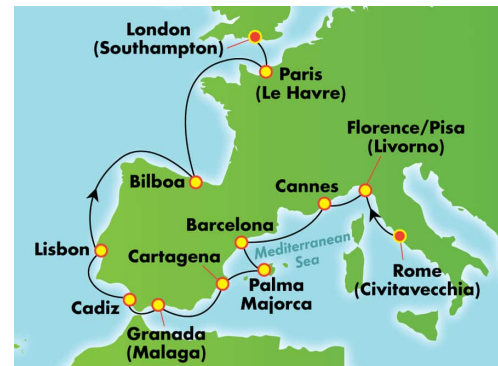 London
(Southampton)
Paris
(Le Havre)
Florence/Pisa
(Livorno)
Bilboa
Cannes
Barcelona
Mediterranean
Sea
Lisbon
Cartagena
Rome
(Civitavecchia)
Palma
Majorca
Cadiz
Granada
(Malaga)